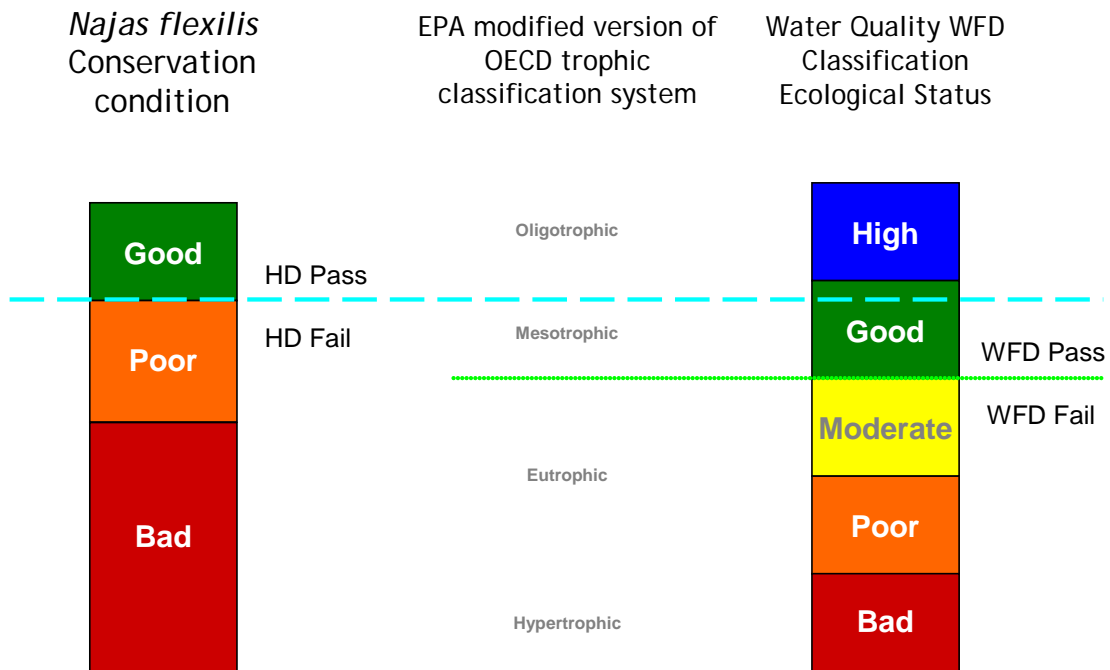 Najas flexilis
Conservation
condition
EPA modified version of
OECD trophic
classification system
Water Quality WFD
Classification
Ecological Status
Good
HD Pass
HD Fail
Poor
Bad
Oligotrophic
Mesotrophic
Eutrophic
Hypertrophic
High
Good
WFD Pass
WFD Fail
Moderate
Poor
Bad